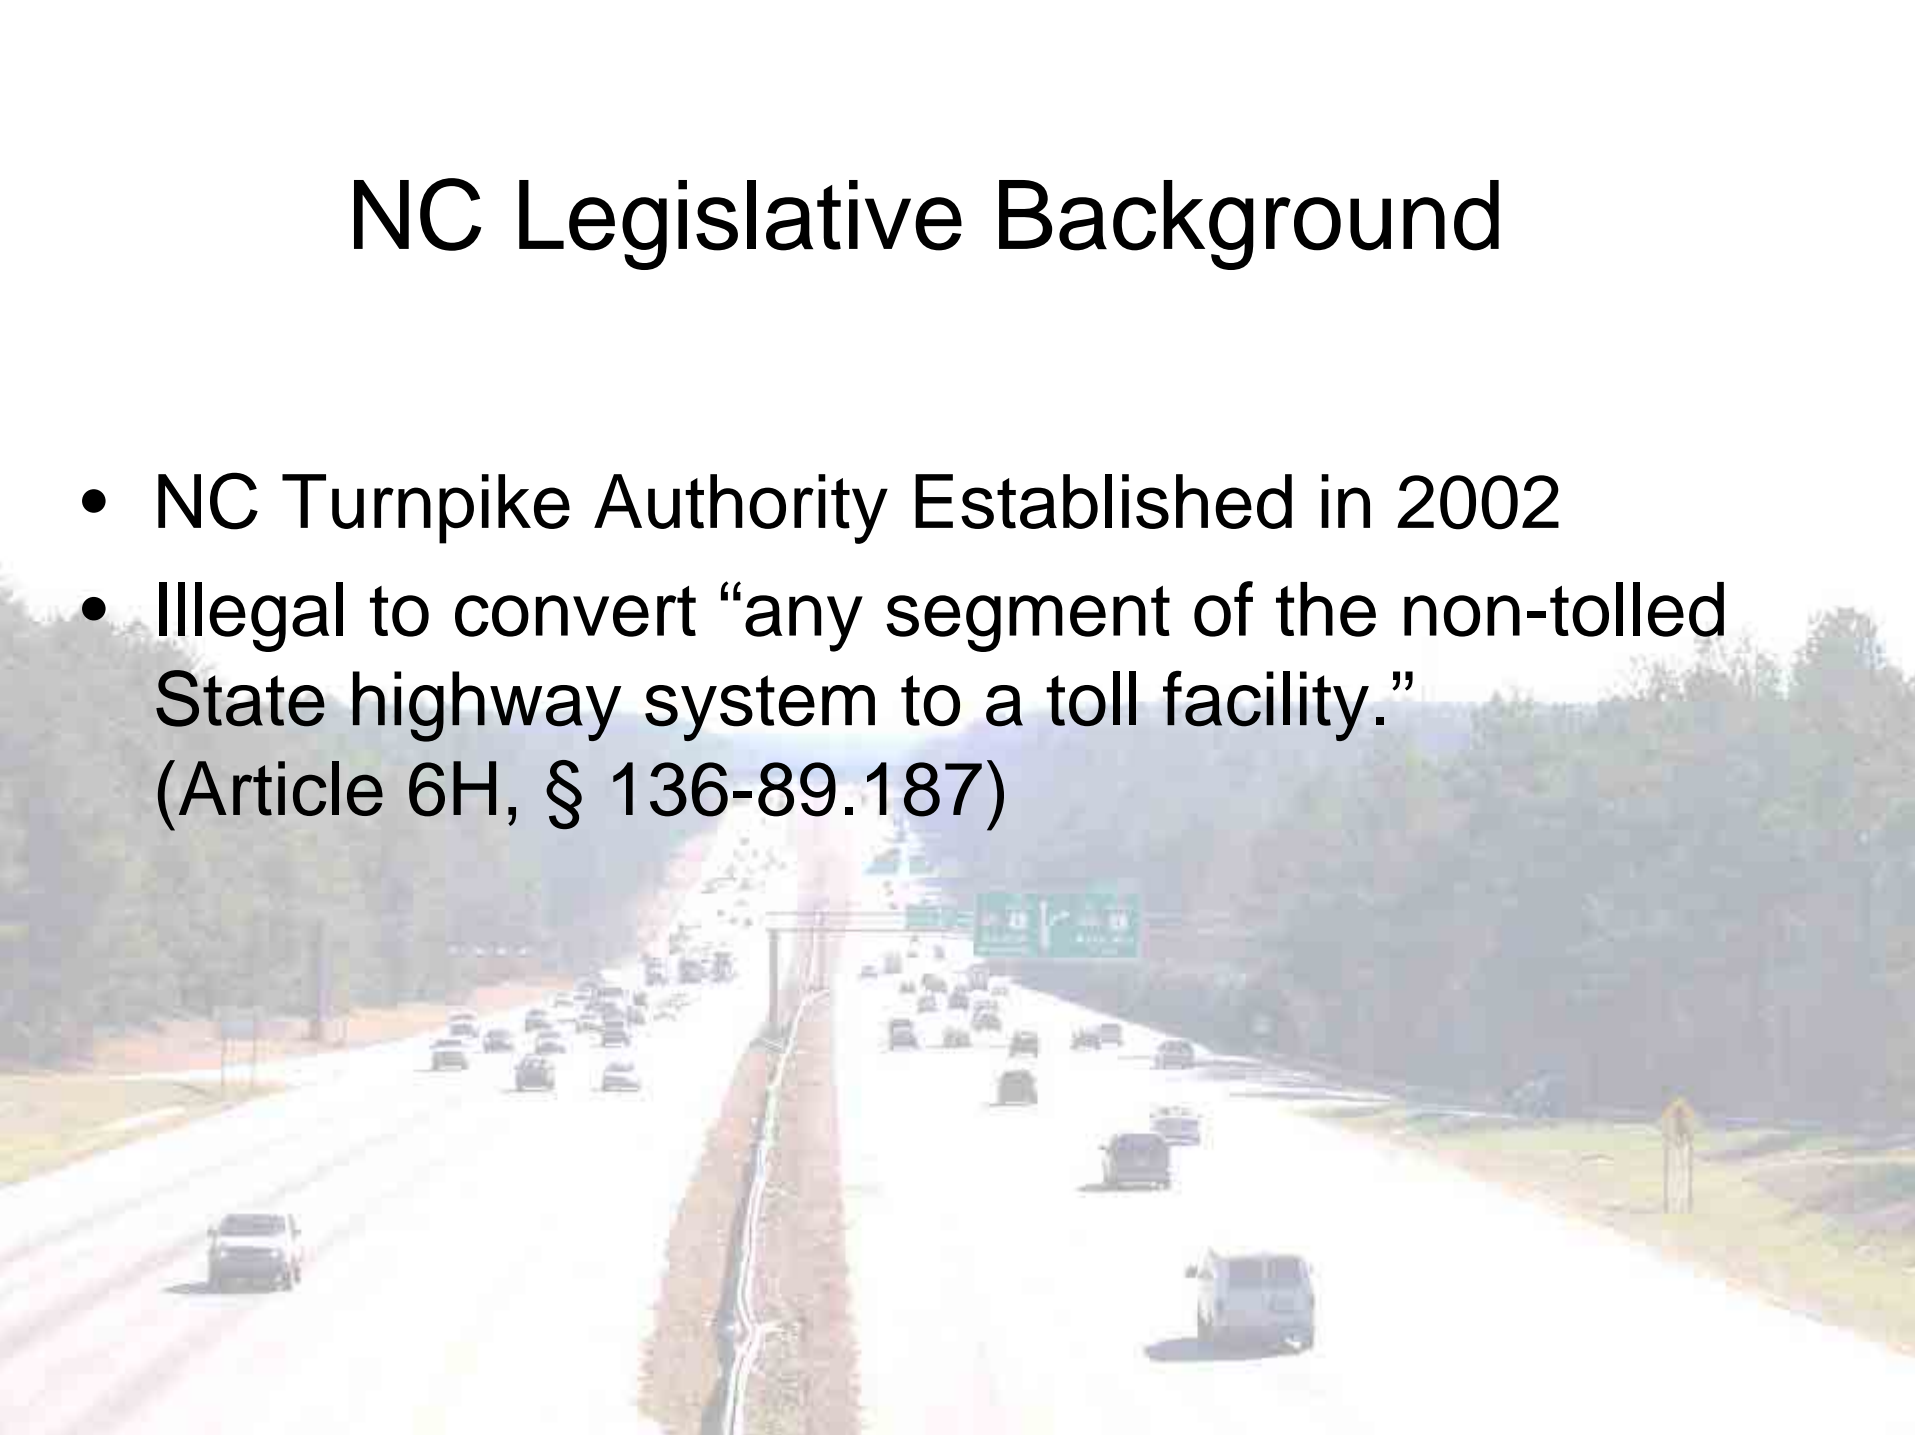 NC Legislative Background
• NC Turnpike Authority Established in 2002
• Illegal to convert “any segment of the non-tolled
State highway system to a toll facility.”
(Article 6H, § 136-89.187)